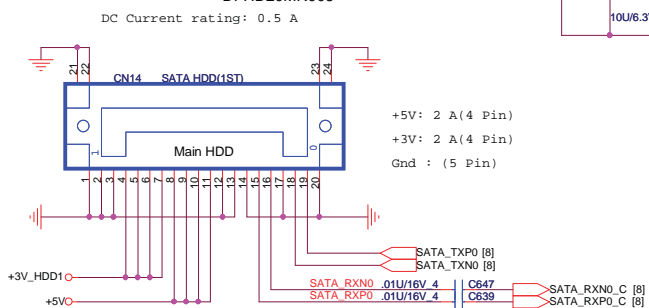 DC Current rating: 0.5 A
10U/6.3
21
22
23
24
CN14 SATA HDD(1ST)
+5V: 2 A(4 Pin)
+3V: 2 A(4 Pin)
Gnd : (5 Pin)
1 Main HDD 0
1 2 3 4 5 6 7 8 9 10 11 12 13 14 15 16 17 18 19 20
SATA_TXP0 [8]
SATA_TXN0 [8]
+3V_HDD1
SATA_RXN0 .01U/16V_4 C647 SATA_RXN0_C [8]
SATA_RXP0 .01U/16V_4 C639 SATA_RXP0_C [8]
+5V